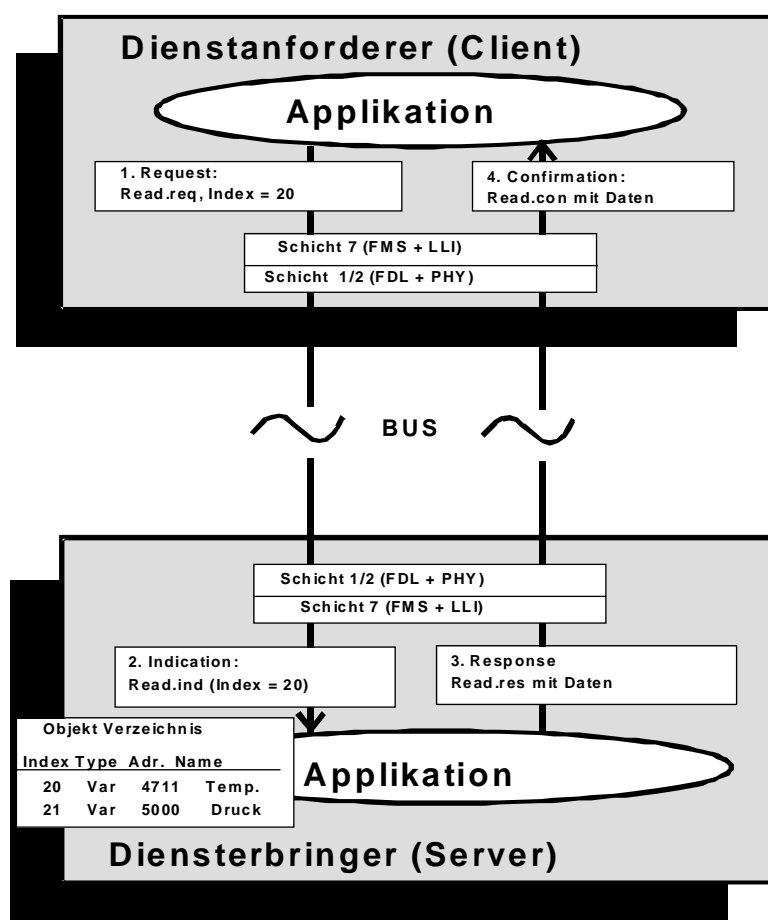 Dienstanforderer (Client)
Applikation
1. Request:
Read.req, Index = 20
4. Confirmation:
Read.con mit Daten
Schicht 7 (FMS + LLI)
Schicht 1/2 (FDL + PHY)
BUS
Schicht 1/2 (FDL + PHY)
Schicht 7 (FMS + LLI)
2. Indication:
Read.ind (Index = 20)
3. Response
Read.res mit Daten
Objekt Verzeichnis
Index Type Adr. Name
20 Var 4711 Temp.
21 Var 5000 Druck
Applikation
Diensterbringer (Server)